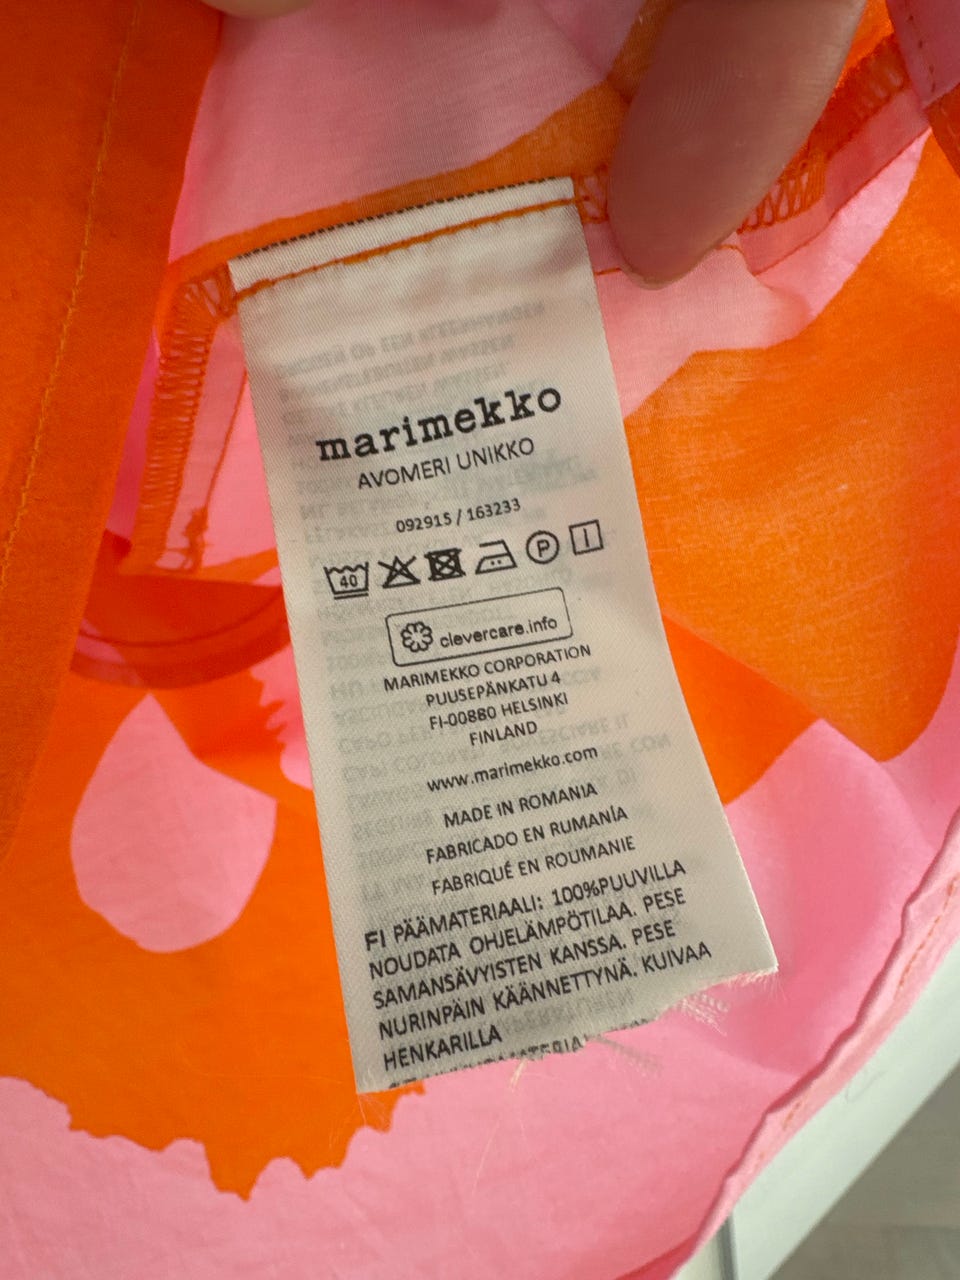 marimekko
AVOMERI UNIKKO
092915 / 163233
40
P
clevercare.info
MARIMEKKO CORPORATION
PUUSEPÄNKATU 4
FI-00880 HELSINKI
FINLAND
www.marimekko.com
MADE IN ROMANIA
FABRICADO EN RUMANÍA
FABRIQUÉ EN ROUMANIE
FI PÄÄMATERIAALI: 100%PUUVILLA
NOUDATA OHJELÄMPÖTILAA. PESE
SAMANSÄVYISTEN KANSSA. PESE
NURINPÄIN KÄÄNNETTYNÄ. KUIVAA
HENKARILLA